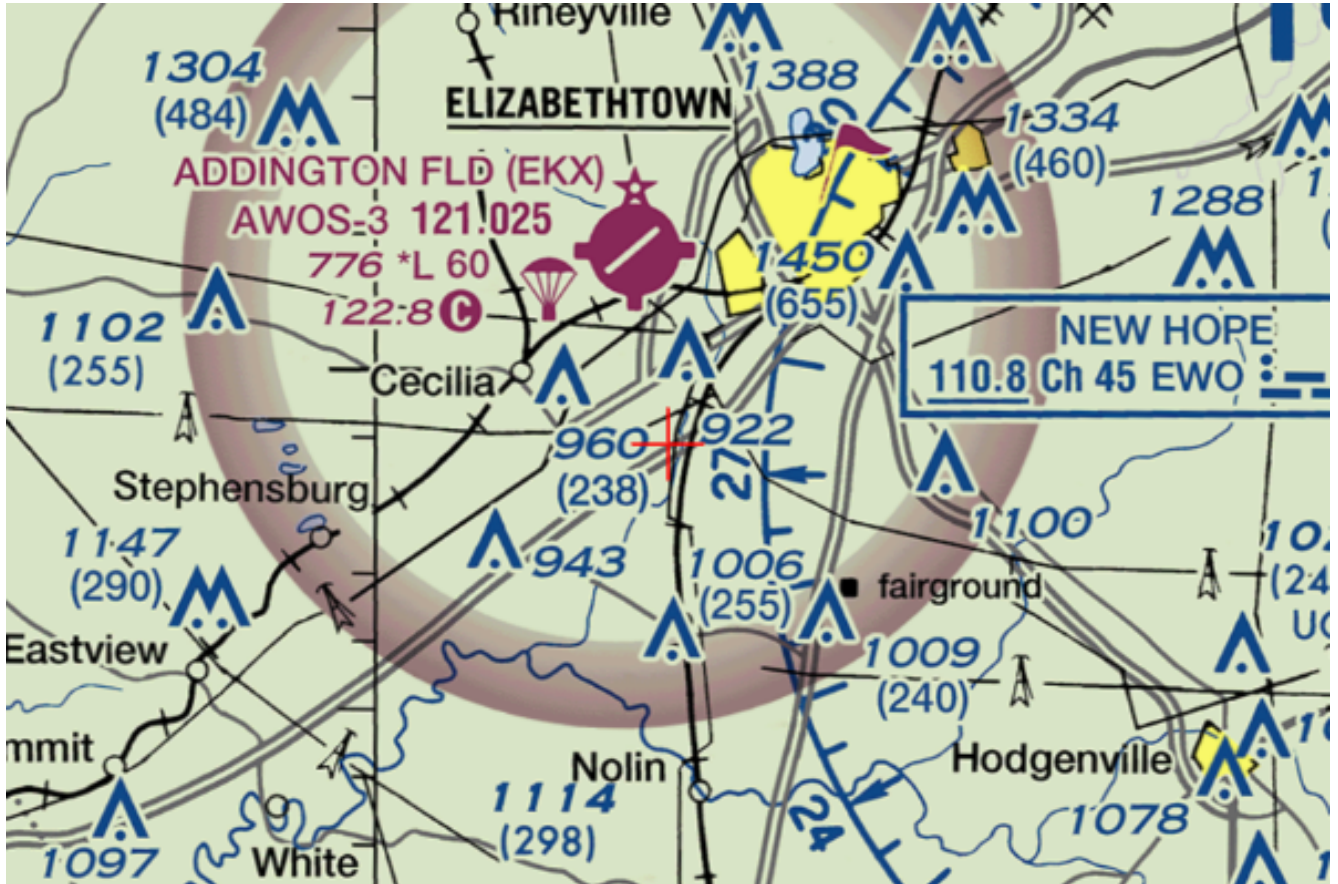 Rineyville
1304
(484)
1388
ELIZABETHTOWN
1334
(460)
ADDINGTON FLD (EKX)
AWOS-3 121.025
776 *L 60
122.8 C
1288
1450
(655)
1102
(255)
NEW HOPE
110.8 Ch 45 EWO
Cecilia
960
(238)
922
27
Stephensburg
1100
1147
(290)
943
1006
(255)
fairground
Eastview
1009
(240)
Nolin
Hodgenville
1114
(298)
24
1078
1097
White